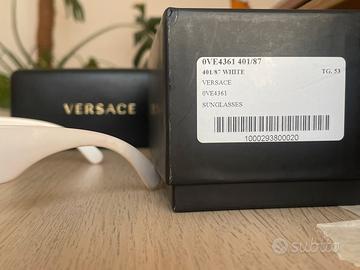 VERSACE
0VE4361 401/87
401/87 WHITE TG. 53
VERSACE
0VE4361
SUNGLASSES
1000293800020
subito